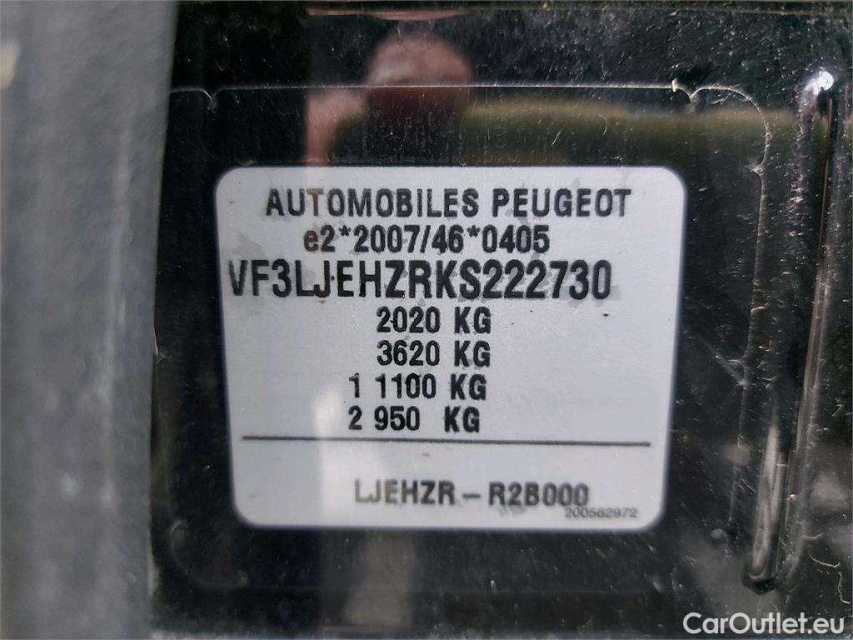 AUTOMOBILES PEUGEOT
e2*2007/46*0405
VF3LJEHZRKS222730
2020 KG
3620 KG
1 1100 KG
2 950 KG
LJEHZR - R2B000
200562972
CarOutlet.eu